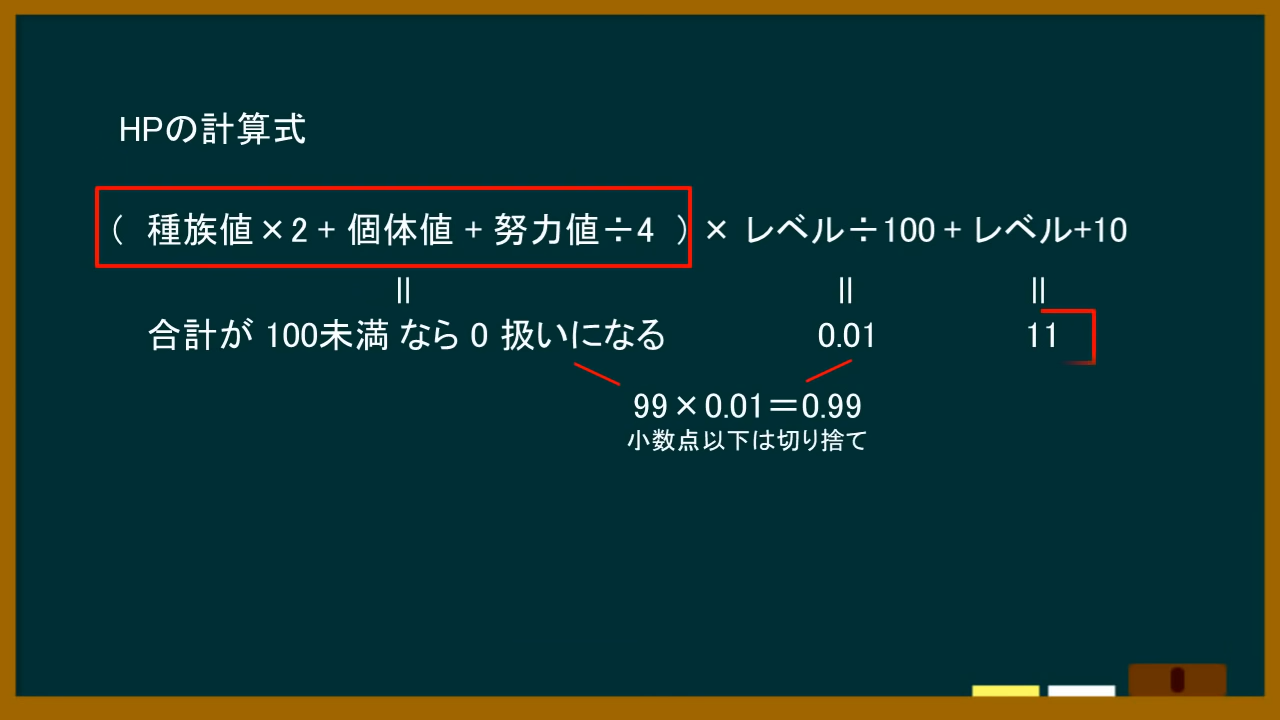 HPの計算式
( 種族値×2 + 個体値 + 努力値÷4 ) × レベル÷100 + レベル+10
|| || ||
合計が 100未満 なら 0 扱いになる 0.01 11
99×0.01=0.99
小数点以下は切り捨て